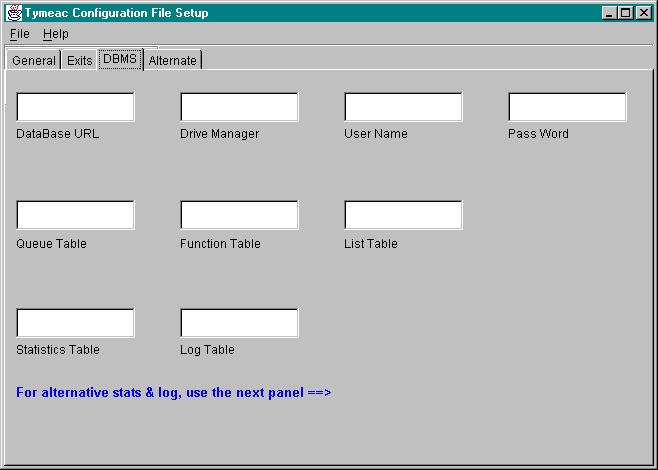 Tymeac Configuration File Setup
File Help
General Exits DBMS Alternate
DataBase URL Drive Manager User Name Pass Word
Queue Table Function Table List Table
Statistics Table Log Table
For alternative stats & log, use the next panel ==>